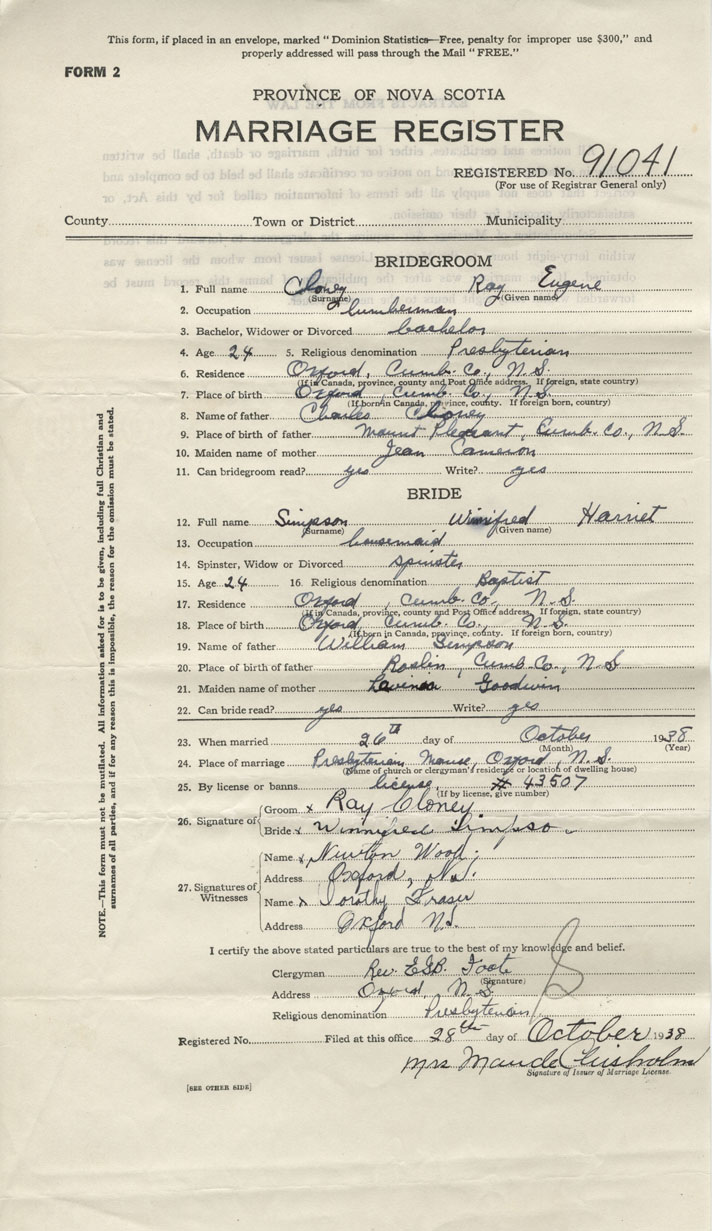 This form, if placed in an envelope, marked "Dominion Statistics—Free, penalty for improper use $300," and
properly addressed will pass through the Mail "FREE."
FORM 2
PROVINCE OF NOVA SCOTIA
MARRIAGE REGISTER
REGISTERED No. 91041
(For use of Registrar General only)
County Town or District Municipality
BRIDEGROOM
1. Full name Cloney Ray Eugene
(Surname) (Given name)
2. Occupation lumberman
3. Bachelor, Widower or Divorced bachelor
4. Age 24 5. Religious denomination Presbyterian
6. Residence Oxford, Cumb. Co., N.S.
(If in Canada, province, county and Post Office address. If foreign, state country)
7. Place of birth Oxford, Cumb. Co., N.S.
(If born in Canada, province, county. If foreign born, country)
8. Name of father Charles Cloney
9. Place of birth of father Mount Pleasant, Cumb. Co., N.S.
10. Maiden name of mother Jean Cameron
11. Can bridegroom read? yes Write? yes
BRIDE
12. Full name Simpson Winnifred Harriet
(Surname) (Given name)
13. Occupation housemaid
14. Spinster, Widow or Divorced spinster
15. Age 24 16. Religious denomination Baptist
17. Residence Oxford, Cumb. Co., N.S.
(If in Canada, province, county and Post Office address. If foreign, state country)
18. Place of birth Oxford, Cumb. Co., N.S.
(If born in Canada, province, county. If foreign born, country)
19. Name of father William Simpson
20. Place of birth of father Roslin, Cumb. Co., N.S
21. Maiden name of mother Lavinia Goodwin
22. Can bride read? yes Write? yes
23. When married 26th day of October 1938
(Month) (Year)
24. Place of marriage Presbyterian Manse, Oxford, N.S.
(Name of church or clergyman's residence or location of dwelling house)
25. By license or banns license # 43507
(If by license, give number)
26. Signature of
Groom x Ray Cloney
Bride x Winnifred Simpson
27. Signatures of Witnesses
Name x Newton Wood
Address Oxford, N.S.
Name x Dorothy Fraser
Address Oxford N.S.
I certify the above stated particulars are true to the best of my knowledge and belief.
Clergyman Rev. E.G.B. Foote
(Signature)
Address Oxford, N.S.
Religious denomination Presbyterian
Registered No. Filed at this office 28th day of October 1938
Mrs Maude Chisholm
Signature of Issuer of Marriage License.
[SEE OTHER SIDE]
NOTE.—This form must not be mutilated. All information asked for is to be given, including full Christian and
surnames of all parties, and if for any reason this is impossible, the reason for the omission must be stated.